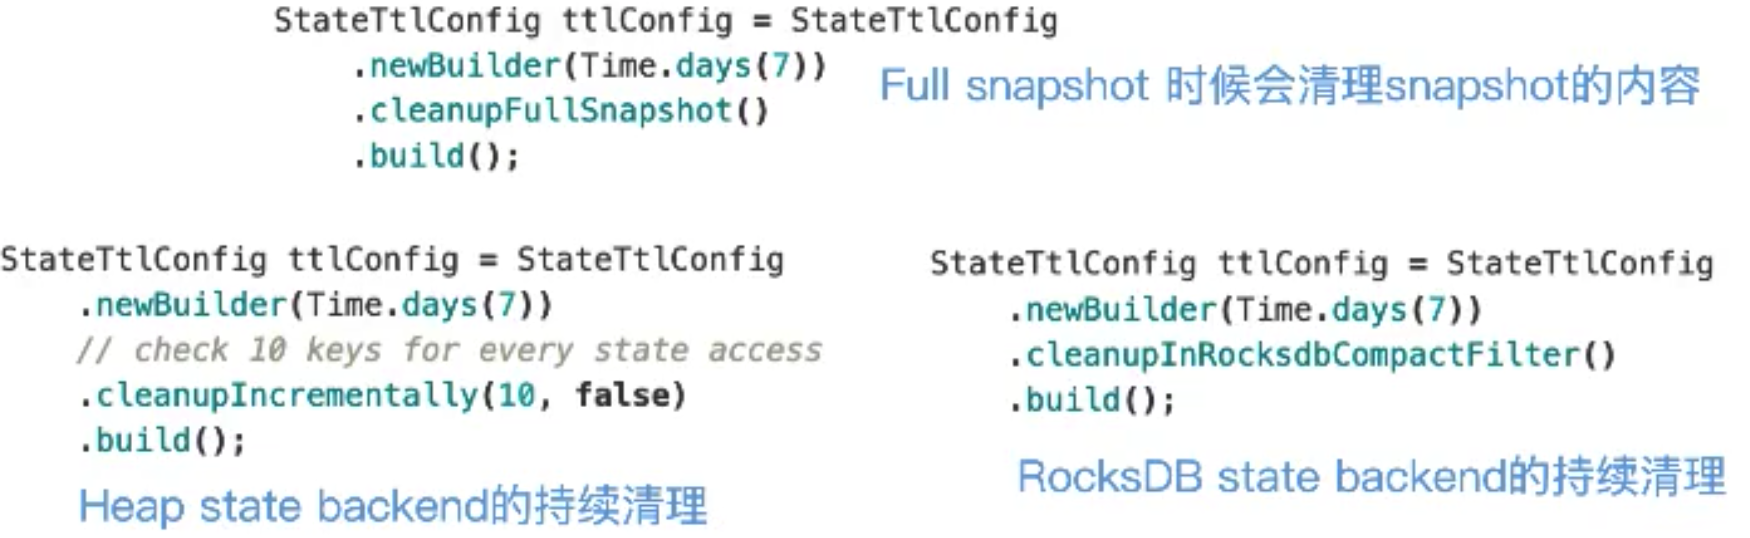 StateTtlConfig ttlConfig = StateTtlConfig
.newBuilder(Time.days(7))
.cleanupFullSnapshot()
.build();
Full snapshot 时候会清理snapshot的内容
StateTtlConfig ttlConfig = StateTtlConfig
.newBuilder(Time.days(7))
// check 10 keys for every state access
.cleanupIncrementally(10, false)
.build();
Heap state backend的持续清理
StateTtlConfig ttlConfig = StateTtlConfig
.newBuilder(Time.days(7))
.cleanupInRocksdbCompactFilter()
.build();
RocksDB state backend的持续清理